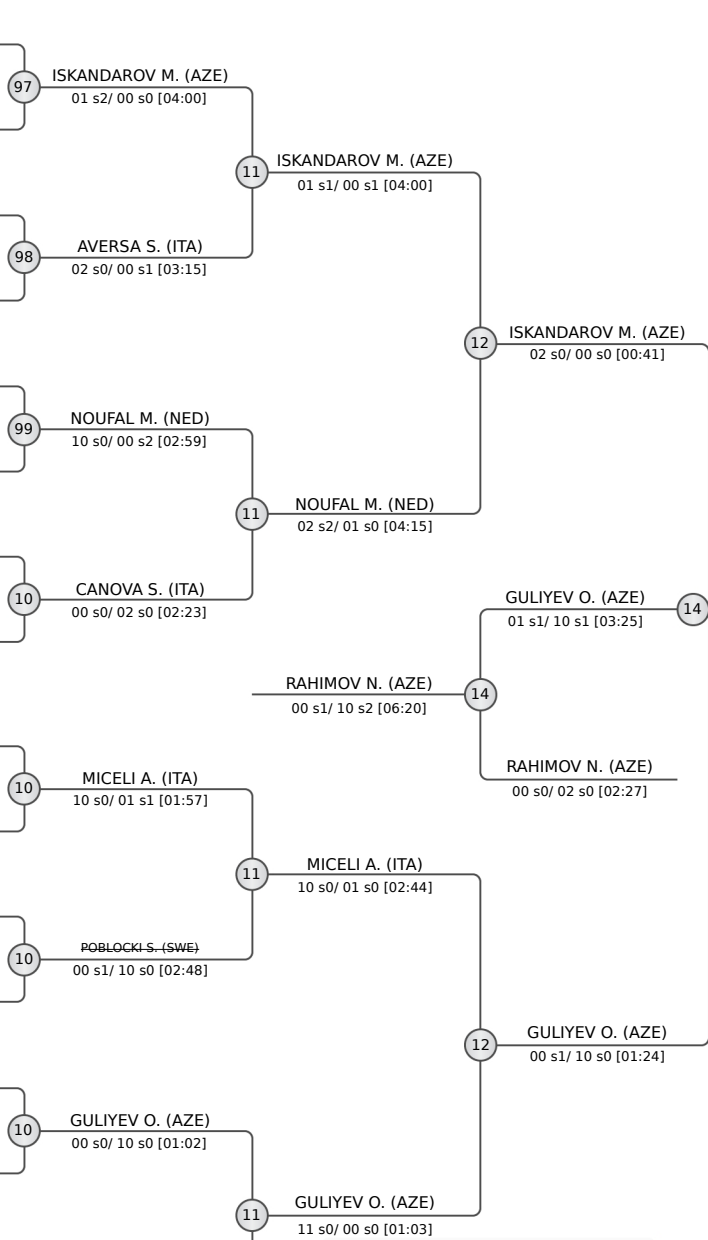 97
ISKANDAROV M. (AZE)
01 s2/ 00 s0 [04:00]
11
ISKANDAROV M. (AZE)
01 s1/ 00 s1 [04:00]
98
AVERSA S. (ITA)
02 s0/ 00 s1 [03:15]
12
ISKANDAROV M. (AZE)
02 s0/ 00 s0 [00:41]
99
NOUFAL M. (NED)
10 s0/ 00 s2 [02:59]
11
NOUFAL M. (NED)
02 s2/ 01 s0 [04:15]
10
CANOVA S. (ITA)
00 s0/ 02 s0 [02:23]
GULIYEV O. (AZE)
01 s1/ 10 s1 [03:25]
14
RAHIMOV N. (AZE)
00 s1/ 10 s2 [06:20]
14
RAHIMOV N. (AZE)
00 s0/ 02 s0 [02:27]
10
MICELI A. (ITA)
10 s0/ 01 s1 [01:57]
11
MICELI A. (ITA)
10 s0/ 01 s0 [02:44]
10
POBLOCKI S. (SWE)
00 s1/ 10 s0 [02:48]
12
GULIYEV O. (AZE)
00 s1/ 10 s0 [01:24]
10
GULIYEV O. (AZE)
00 s0/ 10 s0 [01:02]
11
GULIYEV O. (AZE)
11 s0/ 00 s0 [01:03]